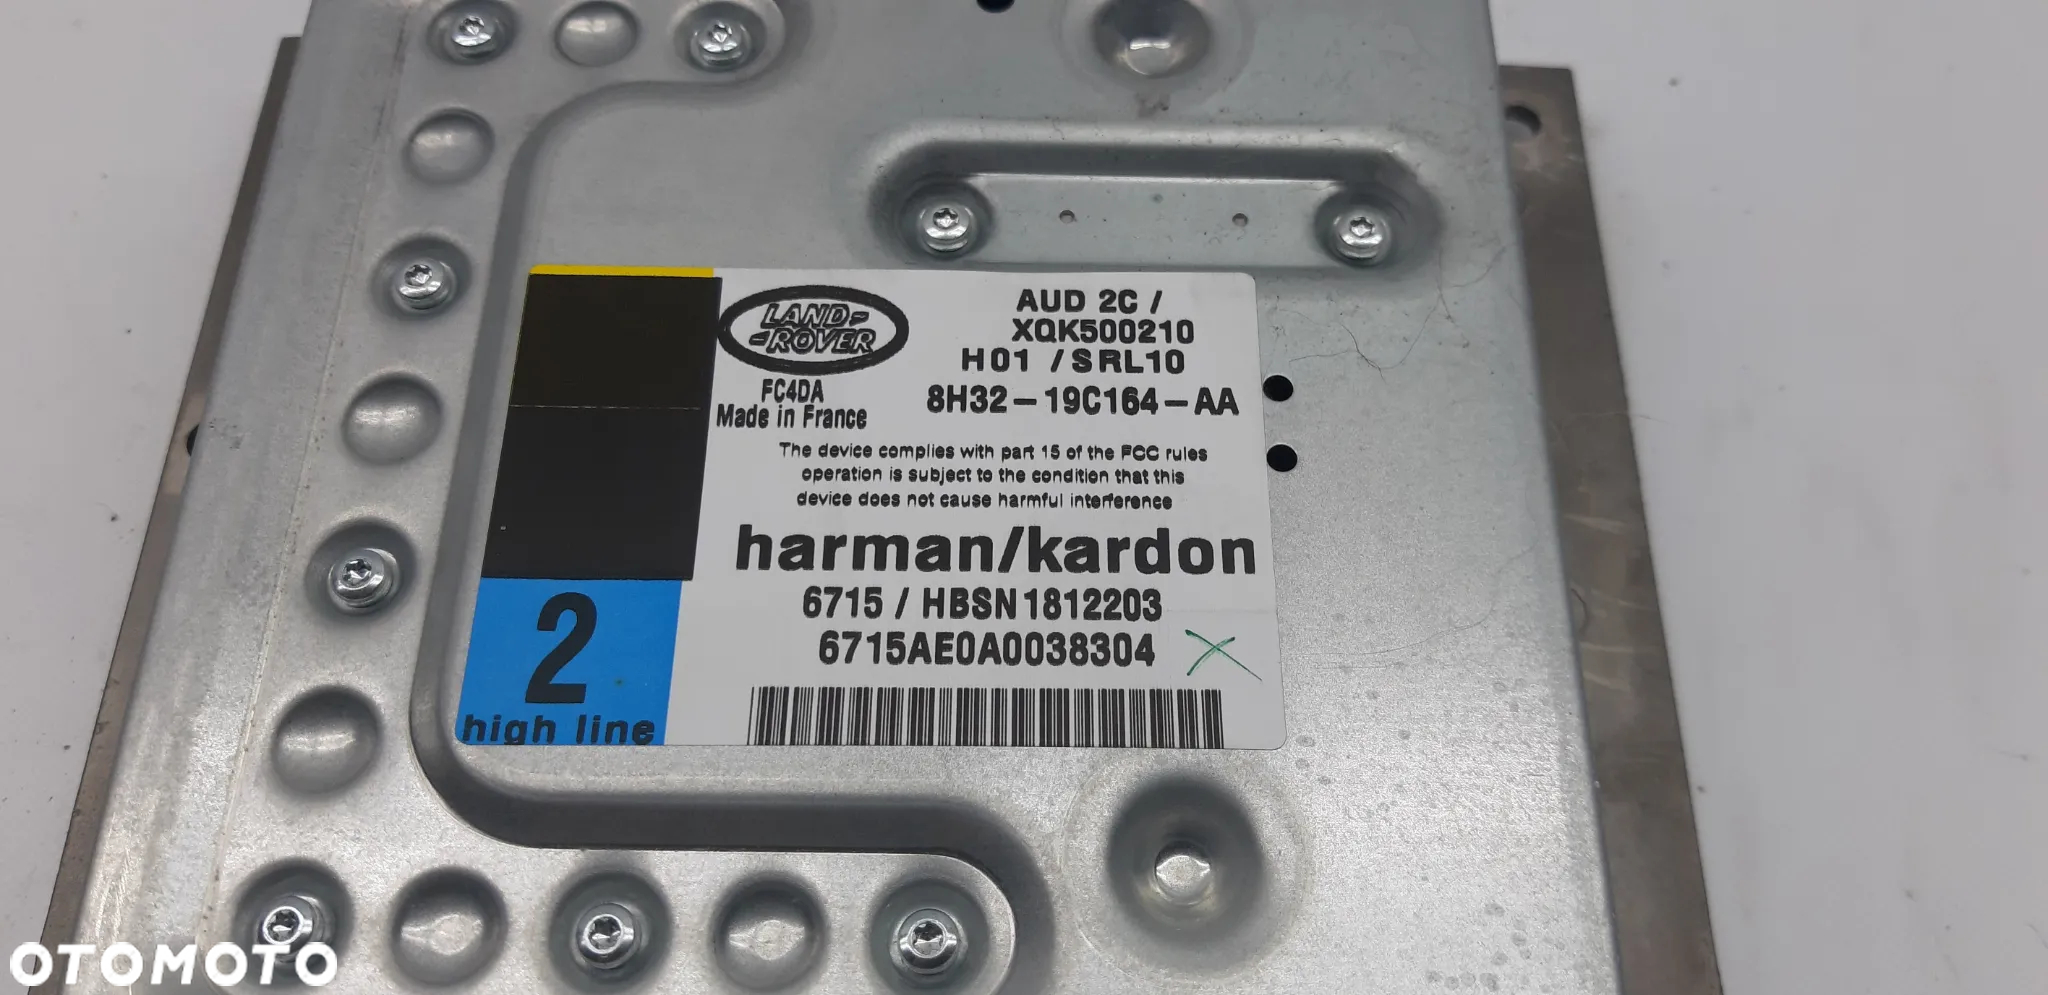 LAND-
-ROVER
FC4DA
Made in France
AUD 2C /
XQK500210
H01 /SRL10
8H32-19C164-AA
The device complies with part 15 of the FCC rules
operation is subject to the condition that this
device does not cause harmful interference
harman/kardon
6715 / HBSN1812203
6715AE0A0038304
2
high line
OTOMOTO